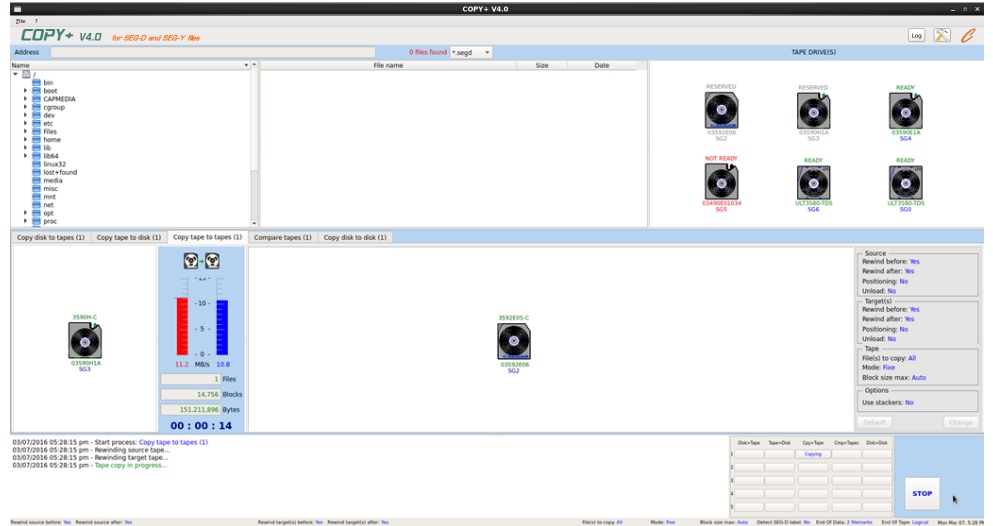 COPY+ V4.0
File ?
COPY+ V4.0 for SEG-D and SEG-Y files
Log
Address
0 files found *.segd
TAPE DRIVE(S)
Name
File name Size Date
/
bin
boot
CAPMEDIA
cgroup
dev
etc
Files
home
lib
lib64
linux32
lost+found
media
misc
mnt
net
opt
proc
RESERVED RESERVED READY
03592E06 03590H1A 03590E1A
SG2 SG3 SG4
NOT READY READY READY
03490E01034 ULT3580-TD5 ULT3580-TD5
SG5 SG6 SG0
Copy disk to tapes (1) Copy tape to disk (1) Copy tape to tapes (1) Compare tapes (1) Copy disk to disk (1)
3590H-C
03590H1A
SG3
- 15 -
- 10 -
- 5 -
- 0 -
11.2 MB/s 10.8
1 Files
14,756 Blocks
151,211,896 Bytes
00 : 00 : 14
3592E05-C
03592E06
SG2
Source
Rewind before: Yes
Rewind after: Yes
Positioning: No
Unload: No
Target(s)
Rewind before: Yes
Rewind after: Yes
Positioning: No
Unload: No
Tape
File(s) to copy: All
Mode: Fixe
Block size max: Auto
Options
Use stackers: No
Default Change
03/07/2016 05:28:15 pm - Start process: Copy tape to tapes (1)
03/07/2016 05:28:15 pm - Rewinding source tape...
03/07/2016 05:28:15 pm - Rewinding target tape...
03/07/2016 05:28:15 pm - Tape copy in progress...
Disk>Tape Tape>Disk Cpy>Tape Cmp>Tapes Disk>Disk
1 Copying
2
3
4
5
STOP
Rewind source before: Yes Rewind source after: Yes Rewind target(s) before: Yes Rewind target(s) after: Yes File(s) to copy: All Mode: Fixe Block size max: Auto Detect SEG-D label: No End Of Data: 2 filemarks End Of Tape: Logical Mon Mar 07, 5:28 PM